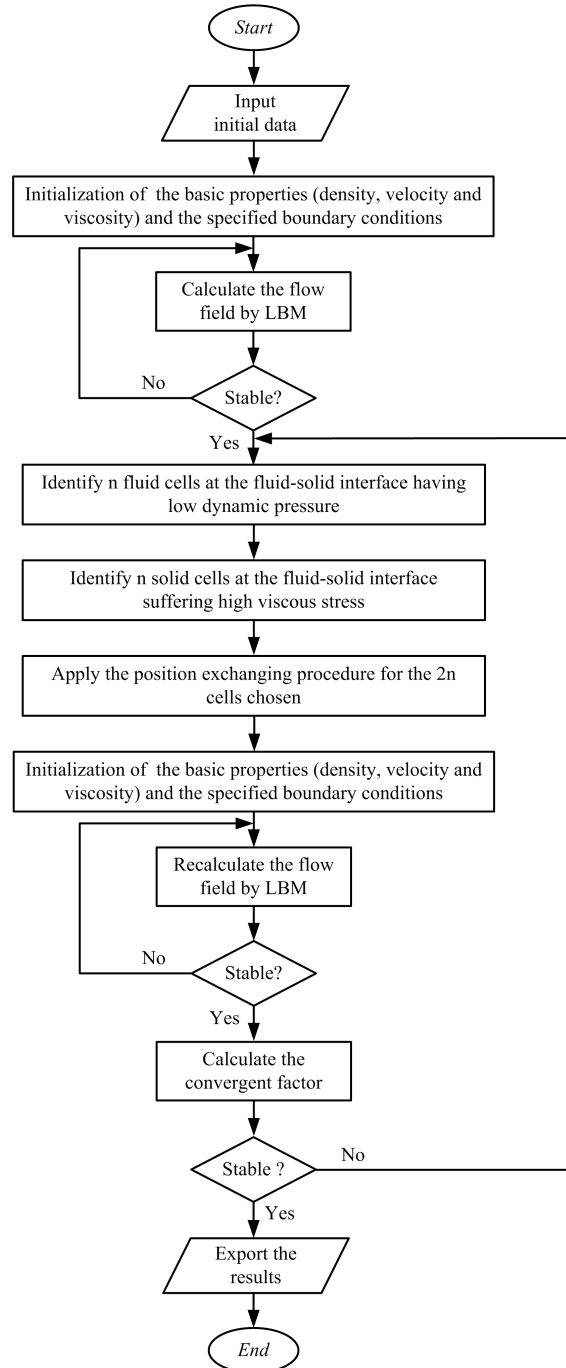 Start
Input
initial data
Initialization of the basic properties (density, velocity and
viscosity) and the specified boundary conditions
Calculate the flow
field by LBM
No
Stable?
Yes
Identify n fluid cells at the fluid-solid interface having
low dynamic pressure
Identify n solid cells at the fluid-solid interface
suffering high viscous stress
Apply the position exchanging procedure for the 2n
cells chosen
Initialization of the basic properties (density, velocity and
viscosity) and the specified boundary conditions
Recalculate the flow
field by LBM
No
Stable?
Yes
Calculate the
convergent factor
Stable ?
No
Yes
Export the
results
End